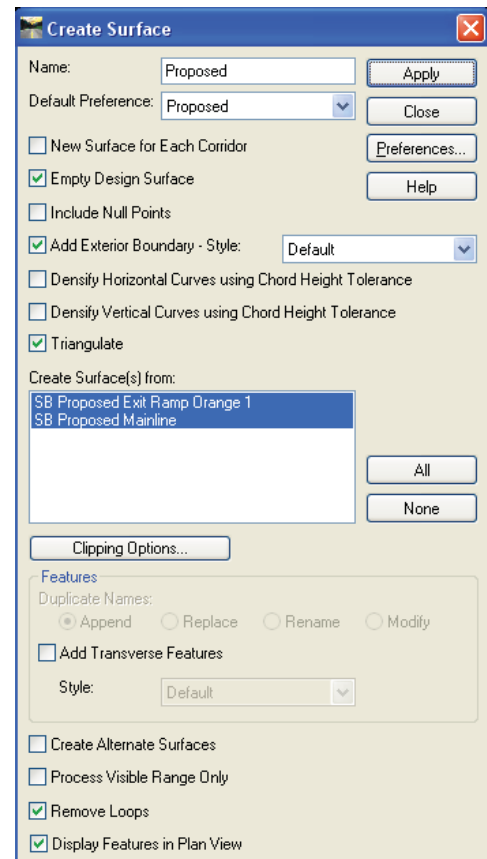 Create Surface
Name: Proposed Apply
Default Preference: Proposed Close
New Surface for Each Corridor Preferences...
Empty Design Surface Help
Include Null Points
Add Exterior Boundary - Style: Default
Densify Horizontal Curves using Chord Height Tolerance
Densify Vertical Curves using Chord Height Tolerance
Triangulate
Create Surface(s) from:
SB Proposed Exit Ramp Orange 1
SB Proposed Mainline
All
None
Clipping Options...
Features
Duplicate Names:
Append Replace Rename Modify
Add Transverse Features
Style: Default
Create Alternate Surfaces
Process Visible Range Only
Remove Loops
Display Features in Plan View